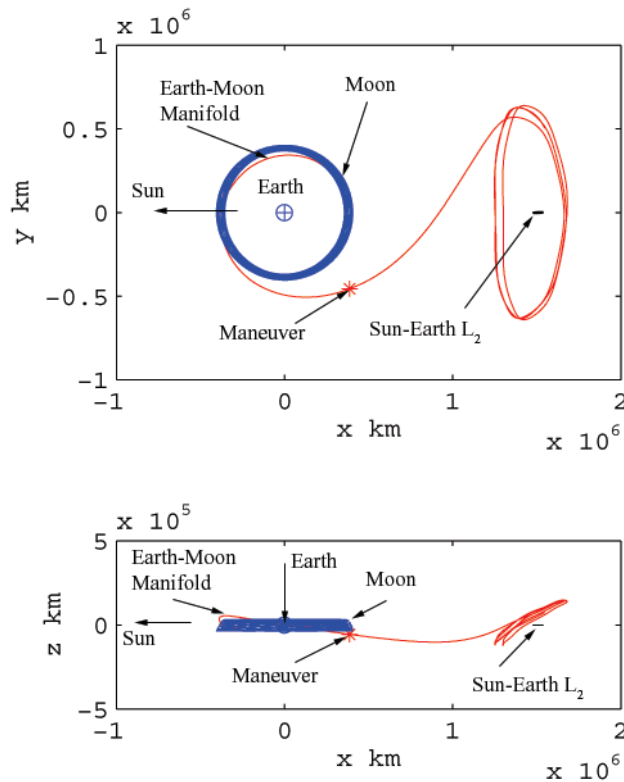 x 10^6
1
0.5
0
-0.5
-1
y km
Earth-Moon
Manifold
Moon
Sun
Earth
Maneuver
Sun-Earth L_2
-1
0
1
2
x km
x 10^6
x 10^5
5
0
-5
z km
Earth-Moon
Manifold
Earth
Moon
Sun
Maneuver
Sun-Earth L_2
-1
0
1
2
x km
x 10^6